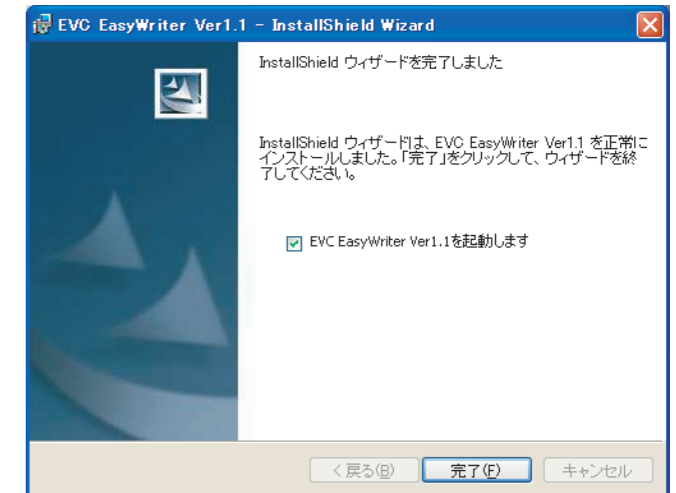 EVC EasyWriter Ver1.1 - InstallShield Wizard
InstallShield ウィザードを完了しました
InstallShield ウィザードは、EVC EasyWriter Ver1.1 を正常に
インストールしました。「完了」をクリックして、ウィザードを終
了してください。
EVC EasyWriter Ver1.1を起動します
< 戻る(B)
完了(F)
キャンセル